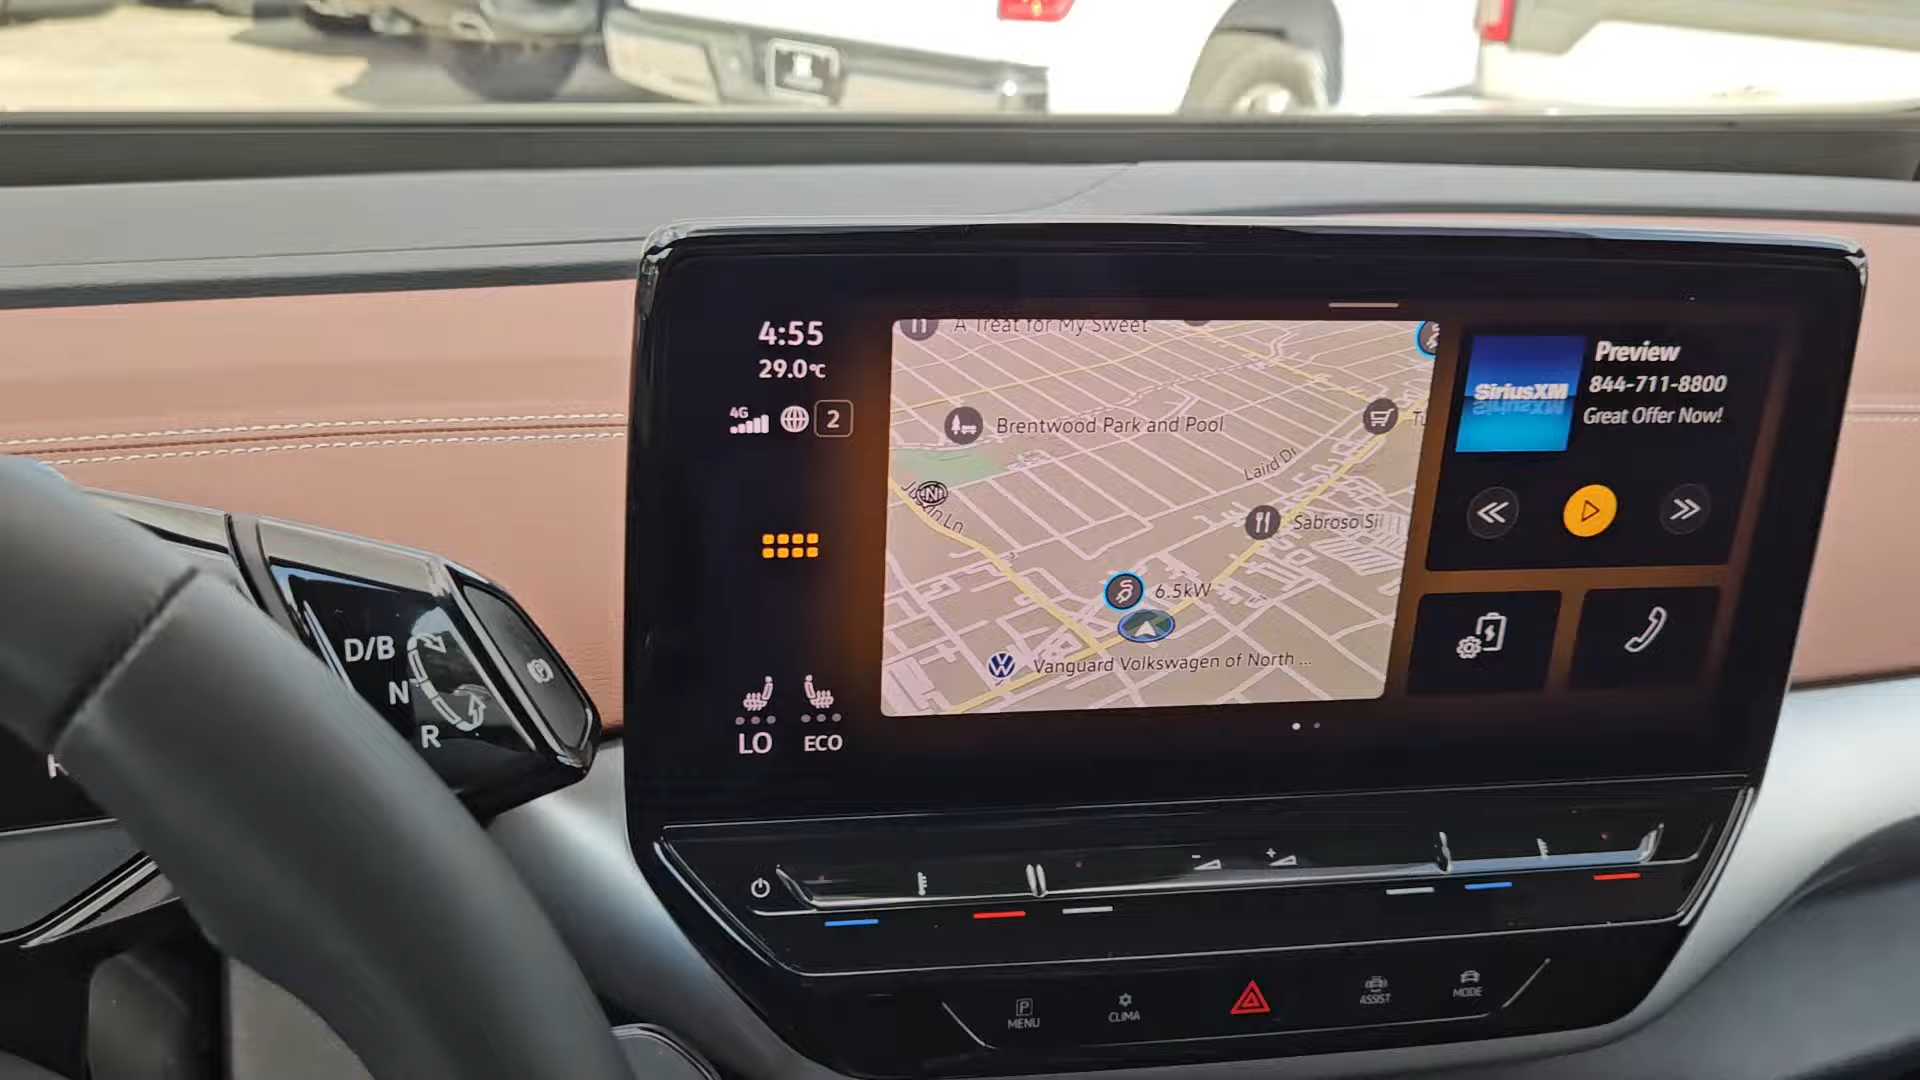 A Treat for My Sweet
4:55
29.0°C
4G
2
Brentwood Park and Pool
Laird Dr
N
Sabroso Sil
6.5kW
Vanguard Volkswagen of North ...
SiriusXM
Preview
844-711-8800
Great Offer Now!
LO
ECO
D/B
N
R
P
MENU
CLIMA
ASSIST
MODE